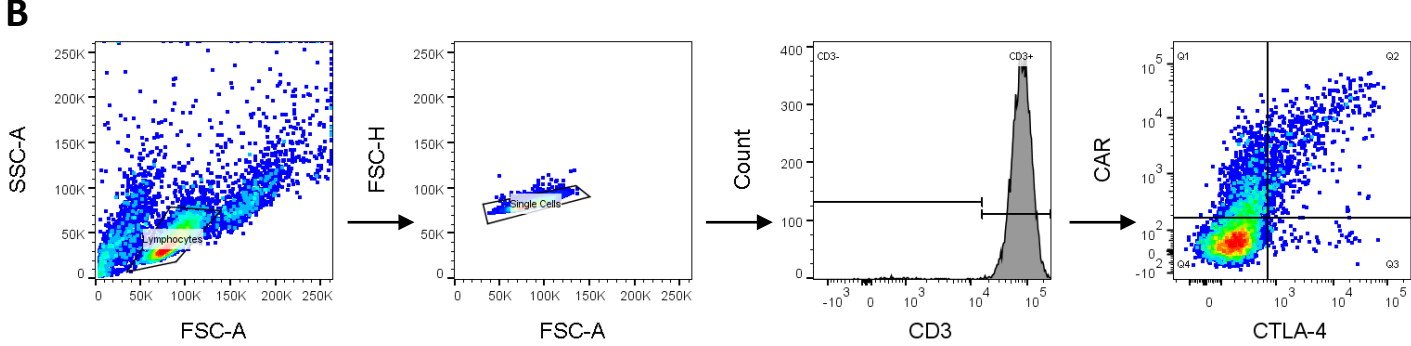 B
SSC-A
250K
200K
150K
100K
50K
0
Lymphocytes
0 50K 100K 150K 200K 250K
FSC-A
FSC-H
250K
200K
150K
100K
50K
0
Single Cells
0 50K 100K 150K 200K 250K
FSC-A
Count
400
300
200
100
0
CD3-
CD3+
-10³ 0 10³ 10⁴ 10⁵
CD3
CAR
10⁵
10⁴
10³
10²
0
-10²
Q1
Q2
Q4
Q3
0 10³ 10⁴ 10⁵
CTLA-4